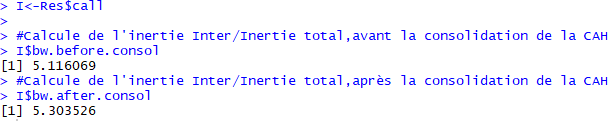 > I<-Res$call
>
> #Calcule de l'inertie Inter/Inertie total,avant la consolidation de la CAH
> I$bw.before.consol
[1] 5.116069
> #Calcule de l'inertie Inter/Inertie total,après la consolidation de la CAH
> I$bw.after.consol
[1] 5.303526